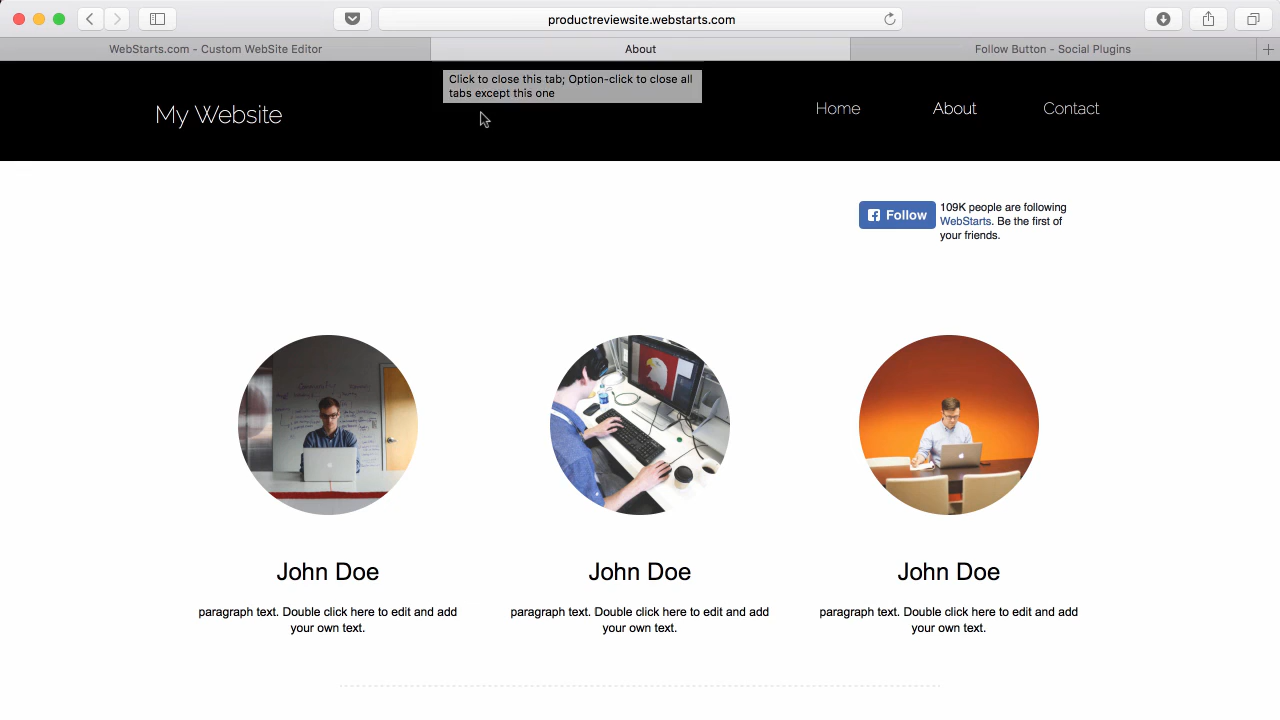 productreviewsite.webstarts.com
WebStarts.com - Custom WebSite Editor
About
Follow Button - Social Plugins
Click to close this tab; Option-click to close all
tabs except this one
My Website
Home
About
Contact
Follow
109K people are following
WebStarts. Be the first of
your friends.
John Doe
paragraph text. Double click here to edit and add
your own text.
John Doe
paragraph text. Double click here to edit and add
your own text.
John Doe
paragraph text. Double click here to edit and add
your own text.